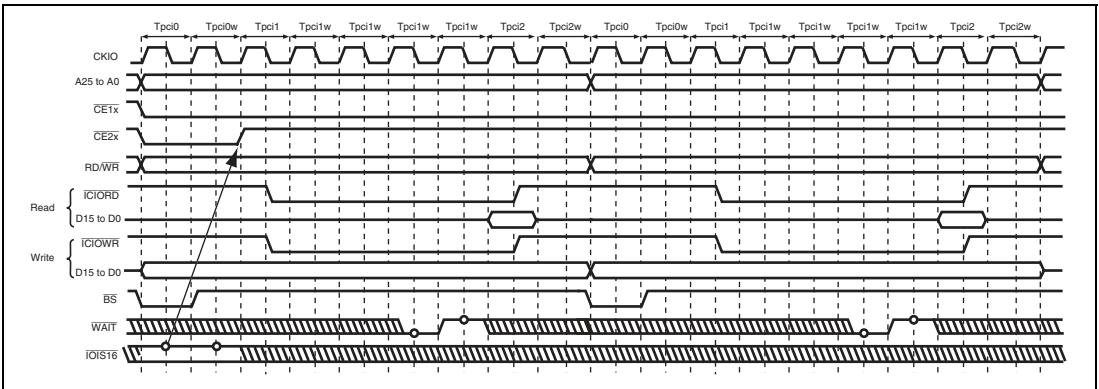 Tpci0 Tpci0w Tpci1 Tpci1w Tpci1w Tpci1w Tpci1w Tpci2 Tpci2w Tpci0 Tpci0w Tpci1 Tpci1w Tpci1w Tpci1w Tpci1w Tpci2 Tpci2w
CKIO
A25 to A0
CE1x
CE2x
RD/WR
ICIORD
Read
D15 to D0
ICIOWR
Write
D15 to D0
BS
WAIT
IOIS16